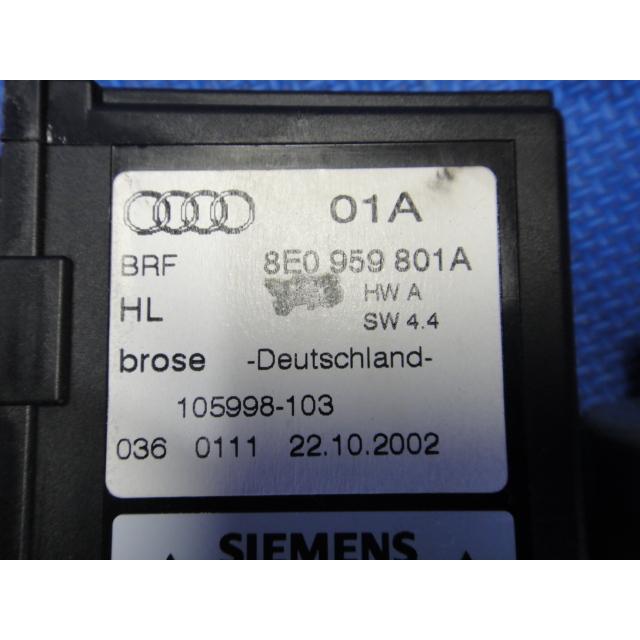 01A
BRF 8E0 959 801A
HL HW A
SW 4.4
brose -Deutschland-
105998-103
036 0111 22.10.2002
SIEMENS